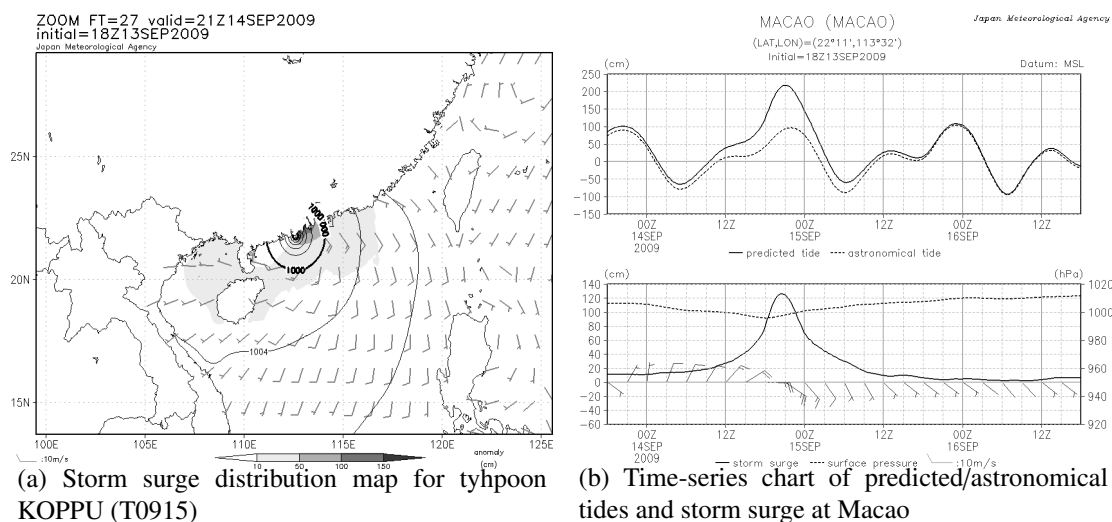 ZOOM FT=27 valid=21Z14SEP2009
initial=18Z13SEP2009
Japan Meteorological Agency
25N
20N
15N
100E 105E 110E 115E 120E 125E
1000
1000
1004
:10m/s
10 50 100 150
anomaly
(cm)
(a) Storm surge distribution map for tyhpoon
KOPPU (T0915)
MACAO (MACAO)
Japan Meteorological Agency
(LAT,LON)=(22°11',113°32')
Initial=18Z13SEP2009
(cm)
Datum: MSL
250
200
150
100
50
0
−50
−100
−150
00Z 12Z 00Z 12Z 00Z 12Z
14SEP 15SEP 16SEP
2009
predicted tide astronomical tide
(cm) (hPa)
140 1020
120
100 1000
80
60 980
40
20 960
0
−20 940
−40
−60 920
00Z 12Z 00Z 12Z 00Z 12Z
14SEP 15SEP 16SEP
2009
storm surge surface pressure :10m/s
(b) Time-series chart of predicted/astronomical
tides and storm surge at Macao